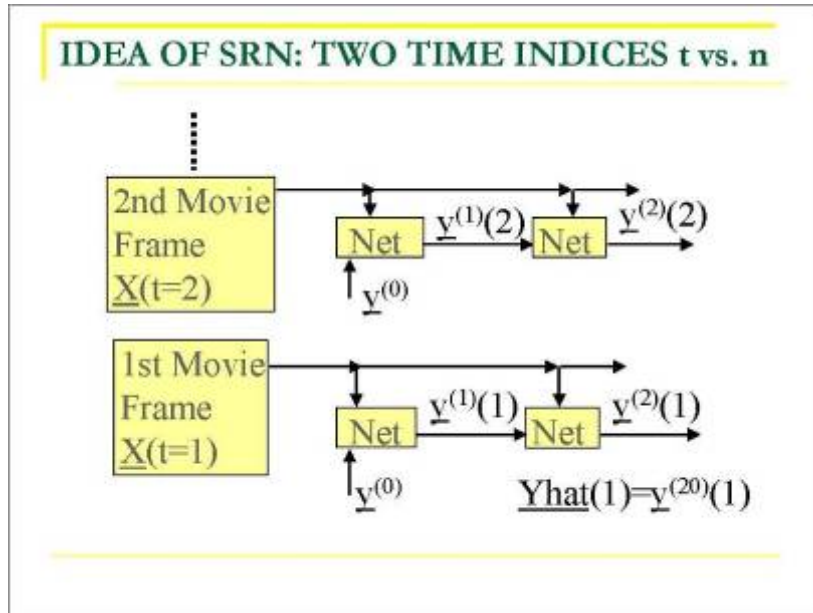 IDEA OF SRN: TWO TIME INDICES t vs. n
2nd Movie
Frame
X(t=2)
Net
y(1)(2)
Net
y(2)(2)
y(0)
1st Movie
Frame
X(t=1)
Net
y(1)(1)
Net
y(2)(1)
y(0)
Yhat(1)=y(20)(1)